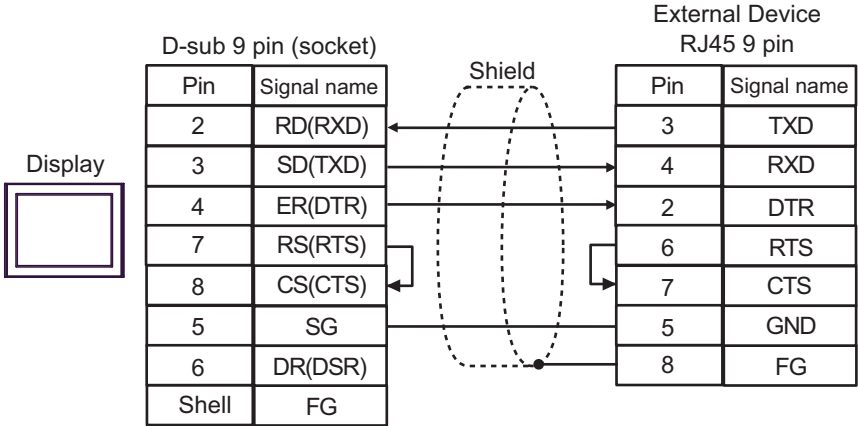 External Device
D-sub 9 pin (socket) RJ45 9 pin
Shield
Pin Signal name Pin Signal name
2 RD(RXD) 3 TXD
Display
3 SD(TXD) 4 RXD
4 ER(DTR) 2 DTR
7 RS(RTS) 6 RTS
8 CS(CTS) 7 CTS
5 SG 5 GND
6 DR(DSR) 8 FG
Shell FG